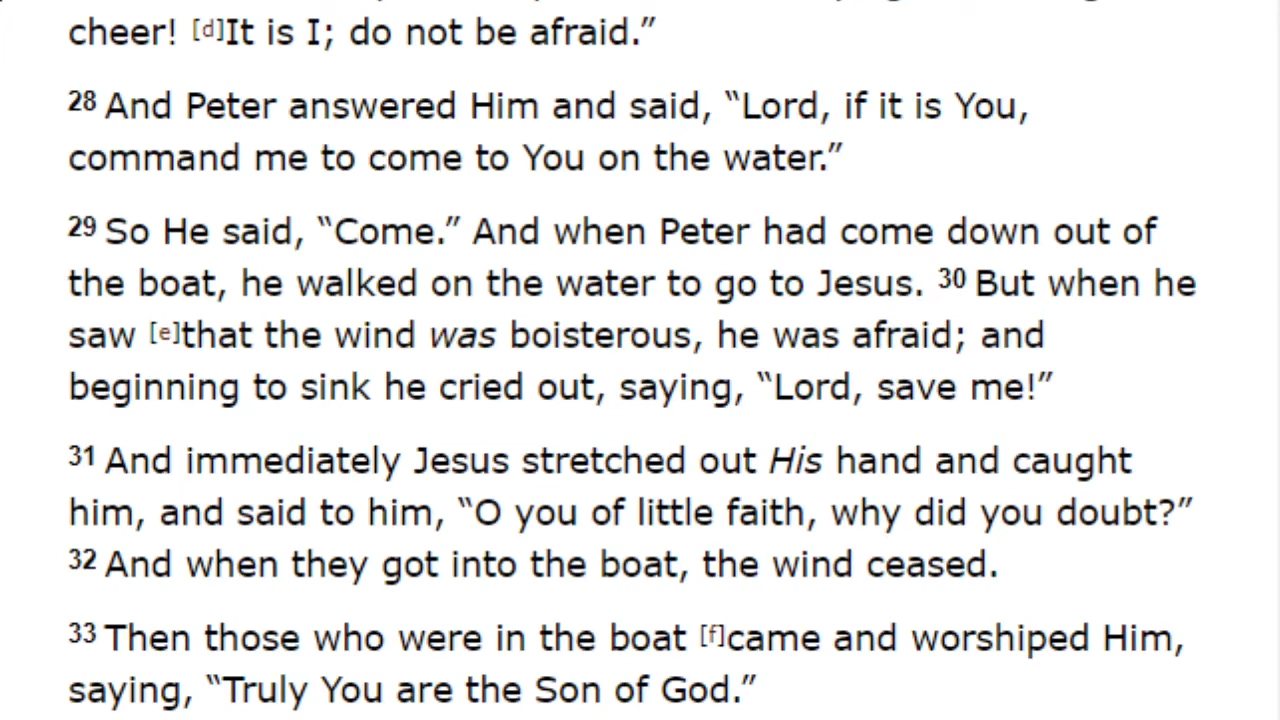 cheer! [d]It is I; do not be afraid.”
28 And Peter answered Him and said, “Lord, if it is You,
command me to come to You on the water.”
29 So He said, “Come.” And when Peter had come down out of
the boat, he walked on the water to go to Jesus. 30 But when he
saw [e]that the wind was boisterous, he was afraid; and
beginning to sink he cried out, saying, “Lord, save me!”
31 And immediately Jesus stretched out His hand and caught
him, and said to him, “O you of little faith, why did you doubt?”
32 And when they got into the boat, the wind ceased.
33 Then those who were in the boat [f]came and worshiped Him,
saying, “Truly You are the Son of God.”